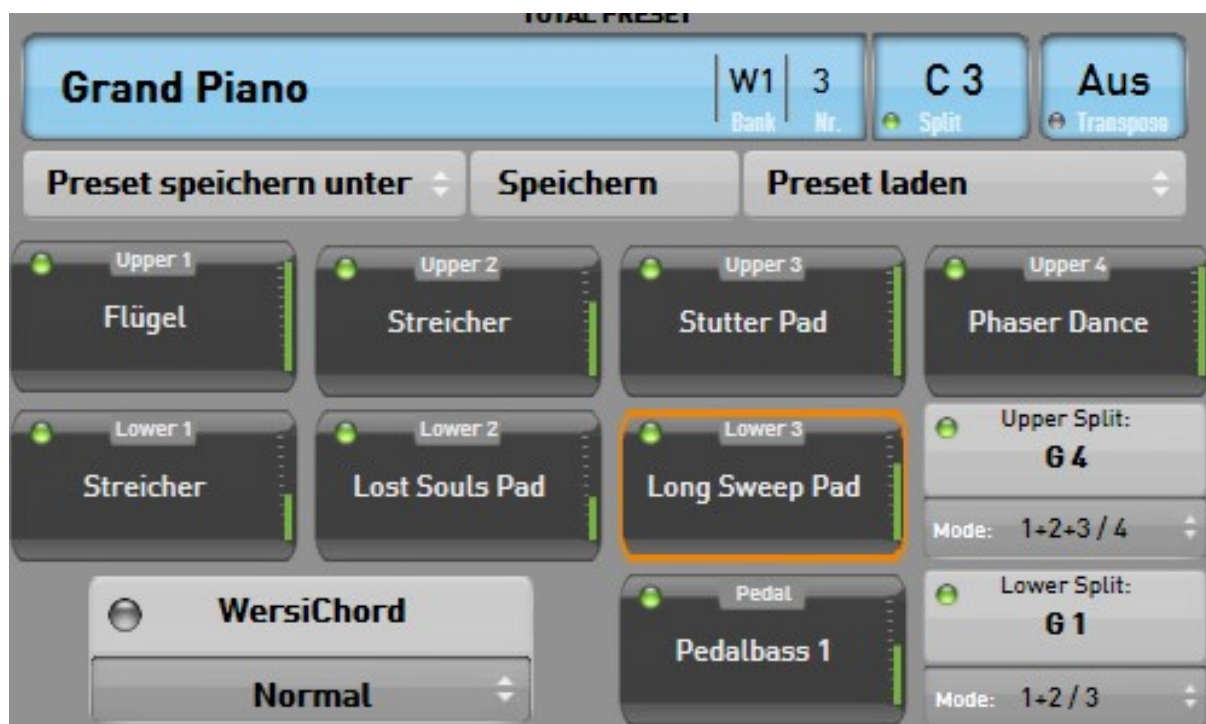 TOTAL PRESET
Grand Piano
W1
3
Bank
Nr.
C 3
Split
Aus
Transpose
Preset speichern unter
Speichern
Preset laden
Upper 1
Flügel
Upper 2
Streicher
Upper 3
Stutter Pad
Upper 4
Phaser Dance
Lower 1
Streicher
Lower 2
Lost Souls Pad
Lower 3
Long Sweep Pad
Upper Split:
G 4
Mode: 1+2+3 / 4
WersiChord
Normal
Pedal
Pedalbass 1
Lower Split:
G 1
Mode: 1+2 / 3